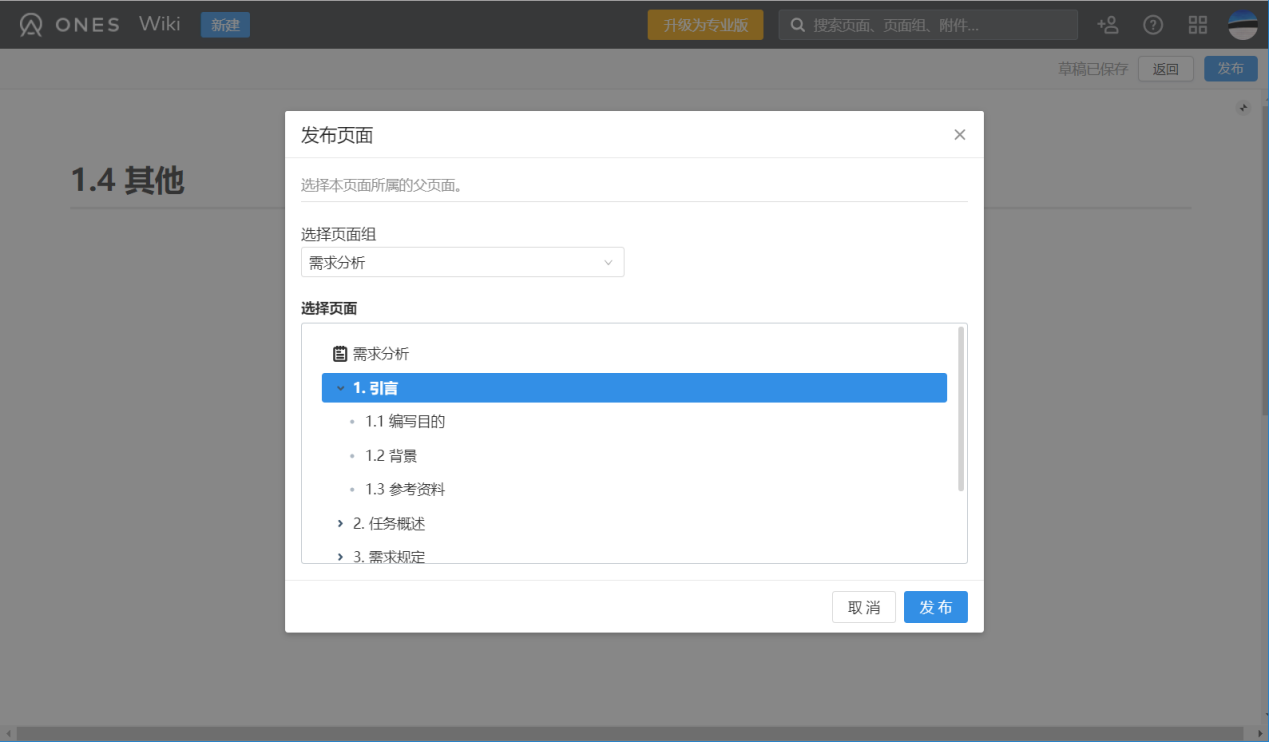 ONES Wiki 新建 升级为专业版 搜索页面、页面组、附件...
草稿已保存 返回 发布
1.4 其他
发布页面
选择本页面所属的父页面。
选择页面组
需求分析
选择页面
需求分析
1. 引言
1.1 编写目的
1.2 背景
1.3 参考资料
2. 任务概述
3. 需求规定
取 消 发 布